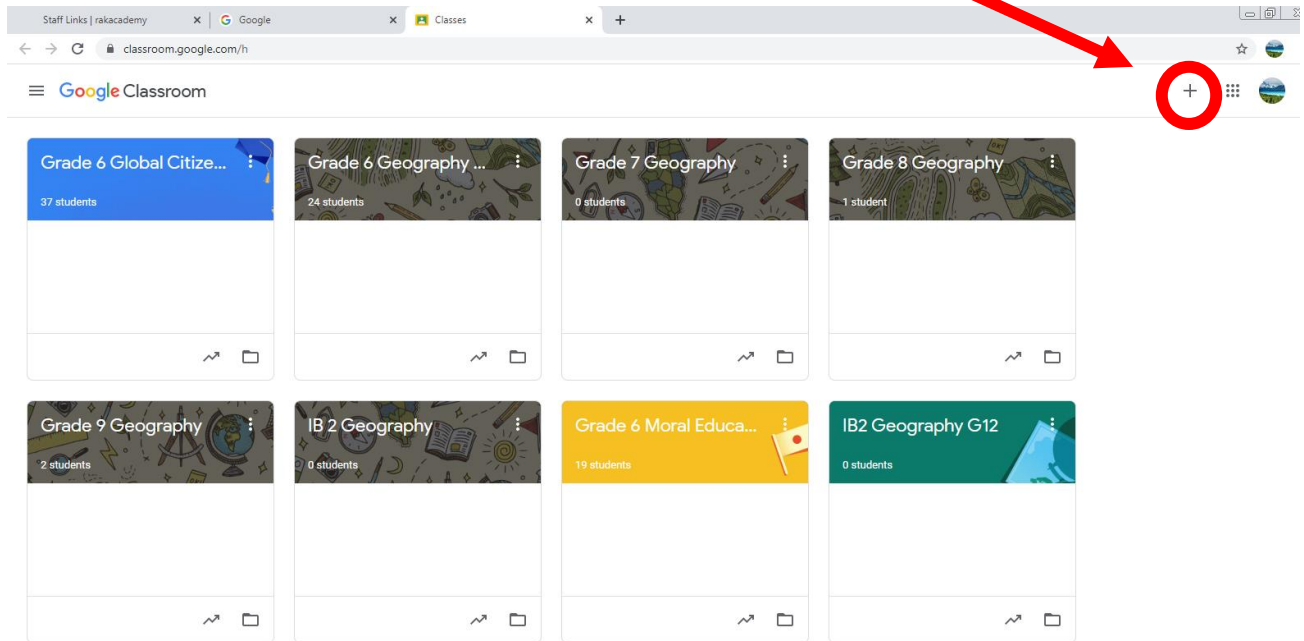 Staff Links | rakacademy
Google
Classes
classroom.google.com/h
Google Classroom
Grade 6 Global Citize...
37 students
Grade 6 Geography ...
24 students
Grade 7 Geography
0 students
Grade 8 Geography
1 student
Grade 9 Geography
2 students
IB 2 Geography
0 students
Grade 6 Moral Educa...
19 students
IB2 Geography G12
0 students